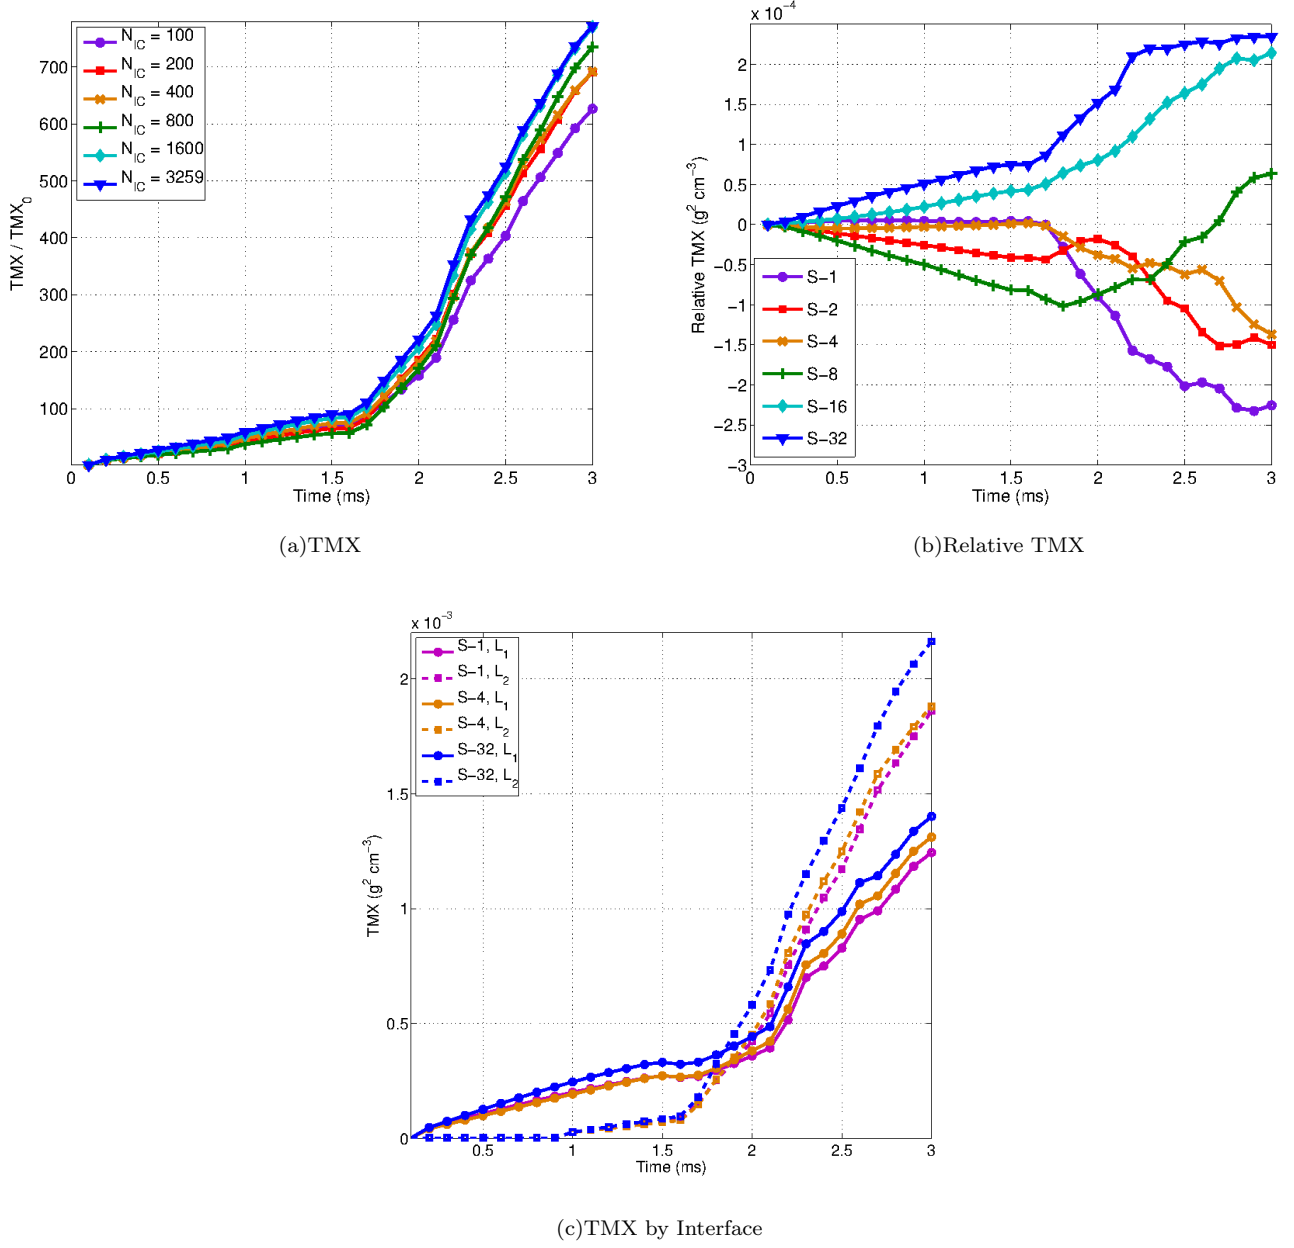 N_IC = 100
N_IC = 200
N_IC = 400
N_IC = 800
N_IC = 1600
N_IC = 3259
700
600
500
400
300
200
100
0
0.5
1
1.5
2
2.5
3
TMX / TMX_0
Time (ms)
(a)TMX
x 10^−4
2
1.5
1
0.5
0
−0.5
−1
−1.5
−2
−2.5
−3
0
0.5
1
1.5
2
2.5
3
Relative TMX (g^2 cm^−3)
S−1
S−2
S−4
S−8
S−16
S−32
Time (ms)
(b)Relative TMX
x 10^−3
S−1, L_1
S−1, L_2
S−4, L_1
S−4, L_2
S−32, L_1
S−32, L_2
2
1.5
1
0.5
0
0.5
1
1.5
2
2.5
3
TMX (g^2 cm^−3)
Time (ms)
(c)TMX by Interface